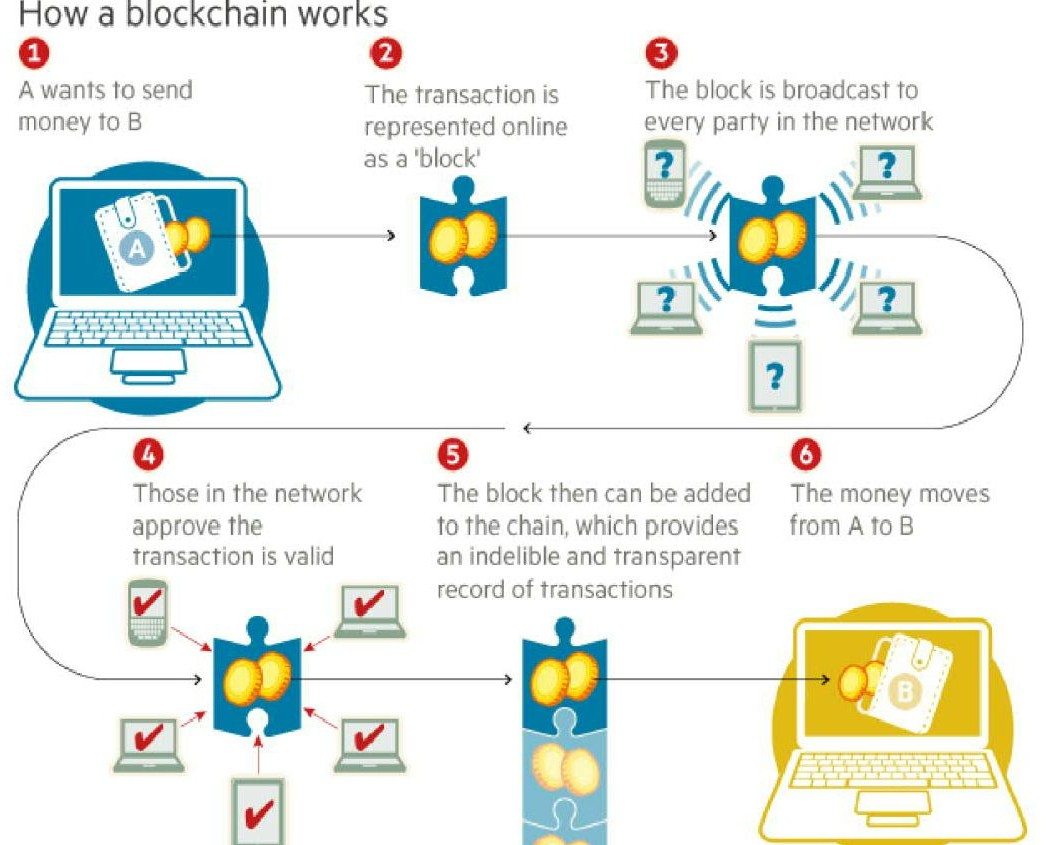 How a blockchain works
1
A wants to send
money to B
2
The transaction is
represented online
as a 'block'
3
The block is broadcast to
every party in the network
A
?
?
?
?
?
4
Those in the network
approve the
transaction is valid
5
The block then can be added
to the chain, which provides
an indelible and transparent
record of transactions
6
The money moves
from A to B
B